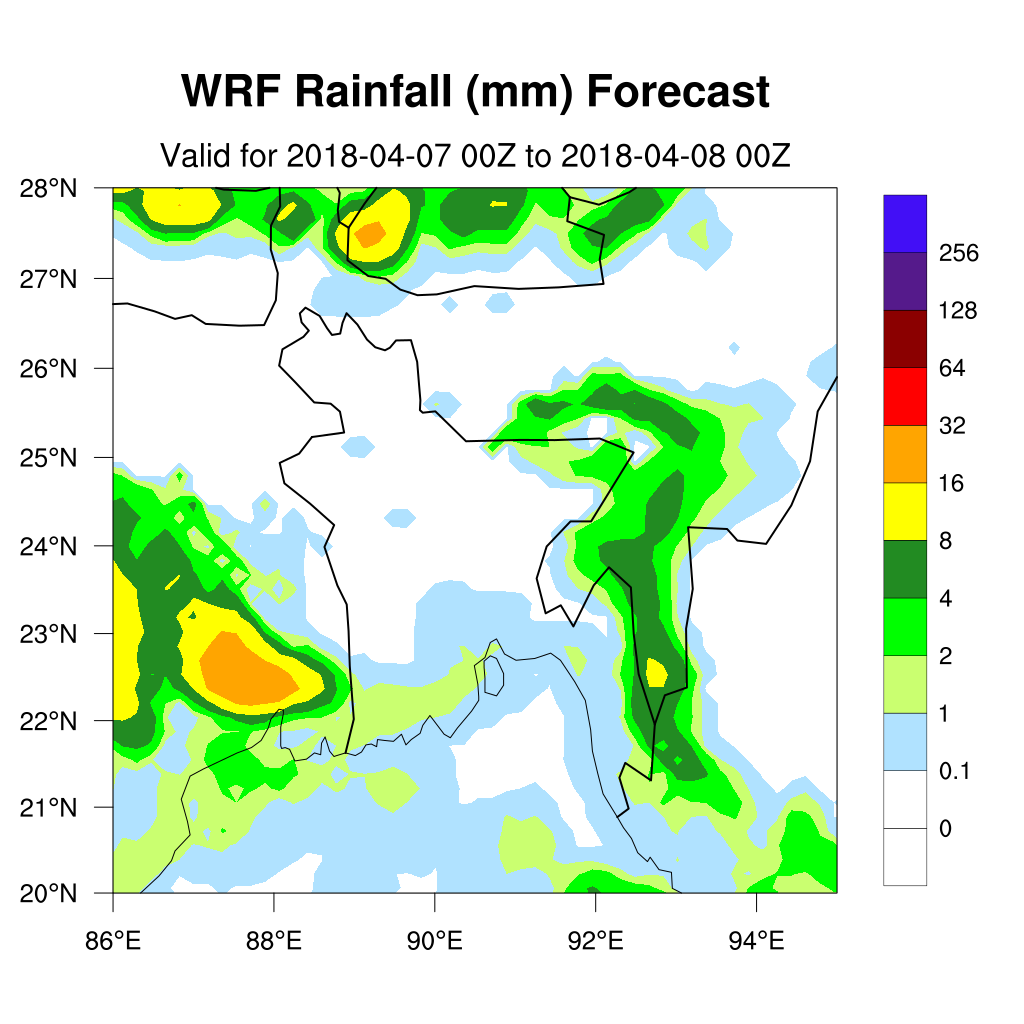 WRF Rainfall (mm) Forecast
Valid for 2018-04-07 00Z to 2018-04-08 00Z
28°N
27°N
26°N
25°N
24°N
23°N
22°N
21°N
20°N
86°E 88°E 90°E 92°E 94°E
256
128
64
32
16
8
4
2
1
0.1
0